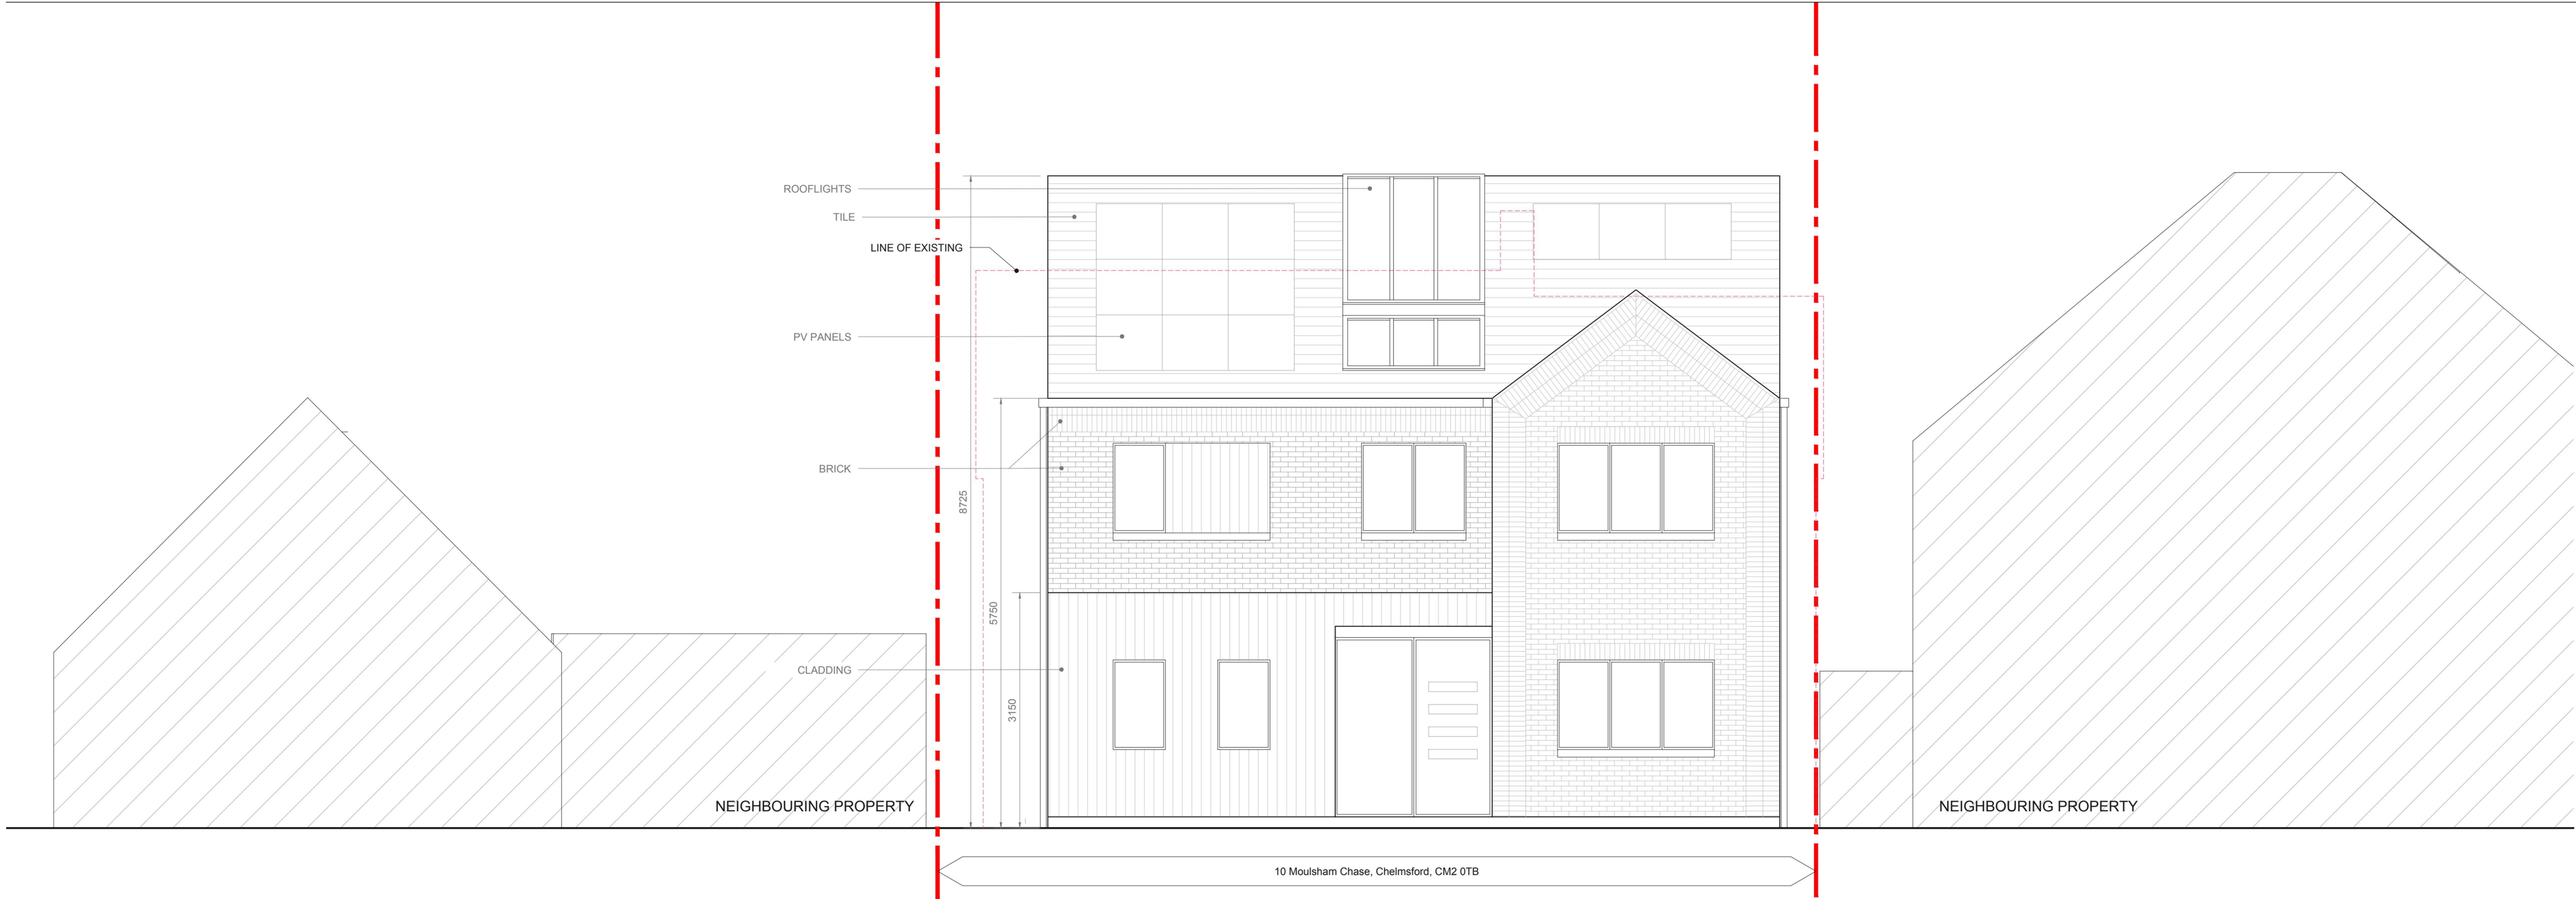 ROOFLIGHTS
TILE
LINE OF EXISTING
PV PANELS
BRICK
8725
5750
CLADDING
3150
NEIGHBOURING PROPERTY
NEIGHBOURING PROPERTY
10 Moulsham Chase, Chelmsford, CM2 0TB